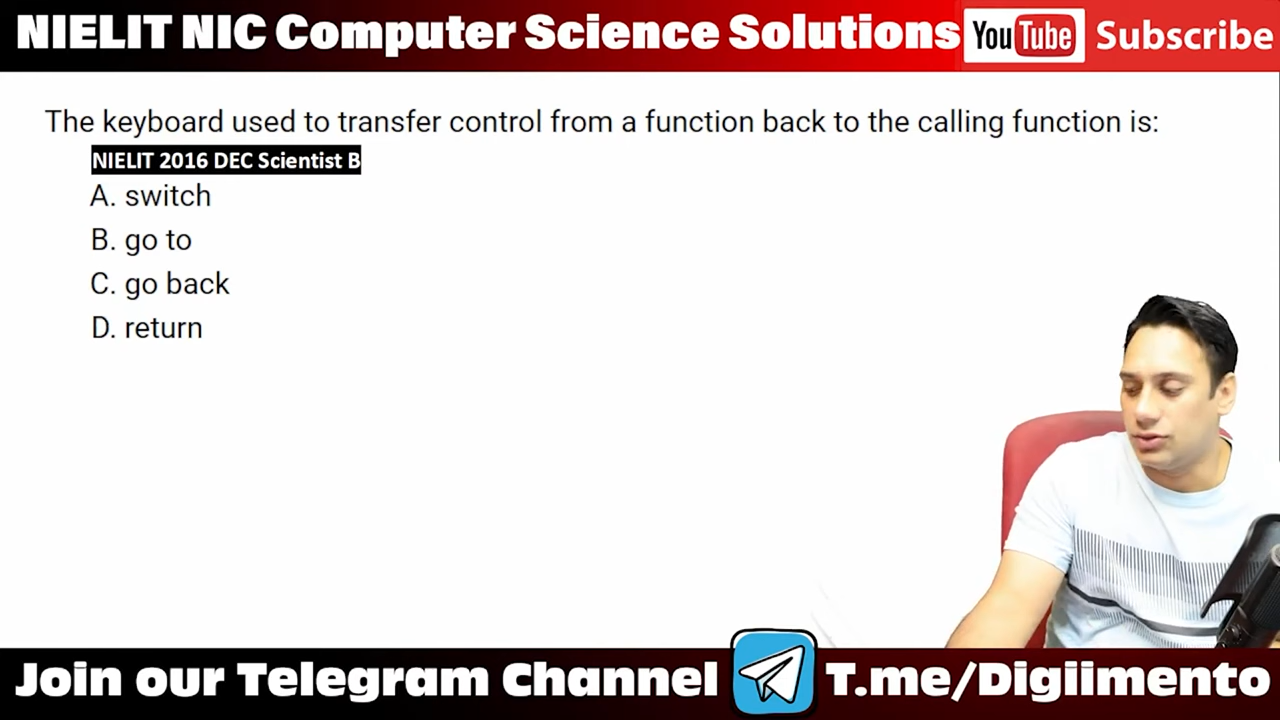 NIELIT NIC Computer Science Solutions YouTube Subscribe
The keyboard used to transfer control from a function back to the calling function is:
NIELIT 2016 DEC Scientist B
A. switch
B. go to
C. go back
D. return
Join our Telegram Channel T.me/Digiimento